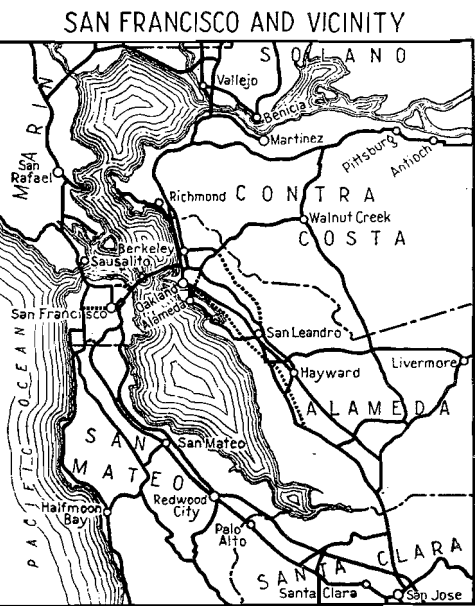 SAN FRANCISCO AND VICINITY
SOLANO
Vallejo
Benicia
MARIN
Martinez
Pittsburg
Antioch
San
Rafael
Richmond
CONTRA
COSTA
Walnut Creek
Berkeley
Sausalito
Oakland
Alameda
San Francisco
San Leandro
Livermore
Hayward
PACIFIC OCEAN
ALAMEDA
SAN
MATEO
San Mateo
Redwood
City
Halfmoon
Bay
Palo
Alto
SANTA CLARA
Santa Clara
San Jose